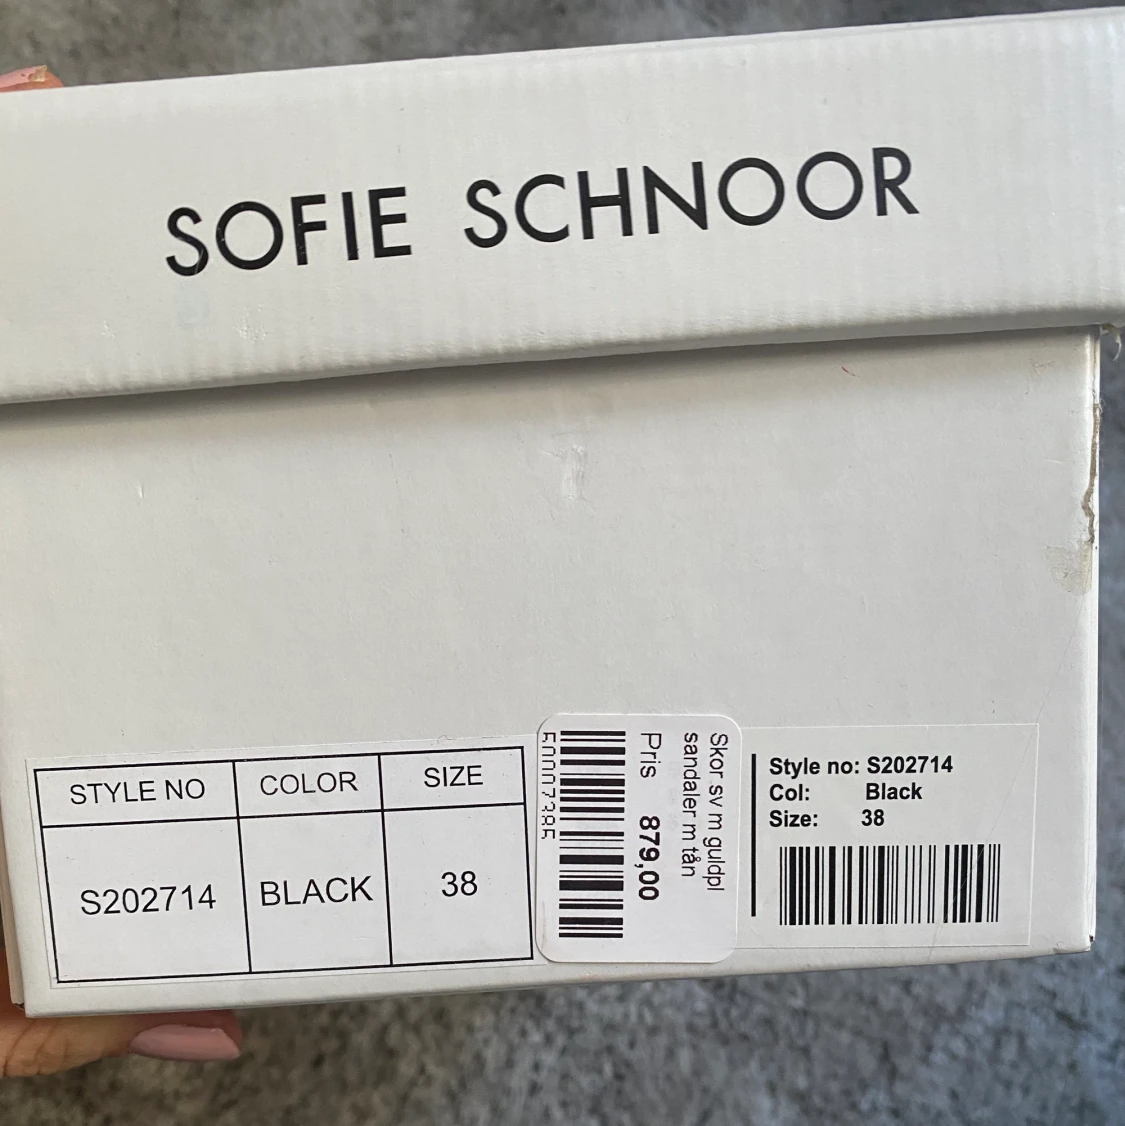 SOFIE SCHNOOR
STYLE NO COLOR SIZE
S202714 BLACK 38
Skor.sv m guldpl
sandaler m tån
Pris 879,00
Style no: S202714
Col: Black
Size: 38